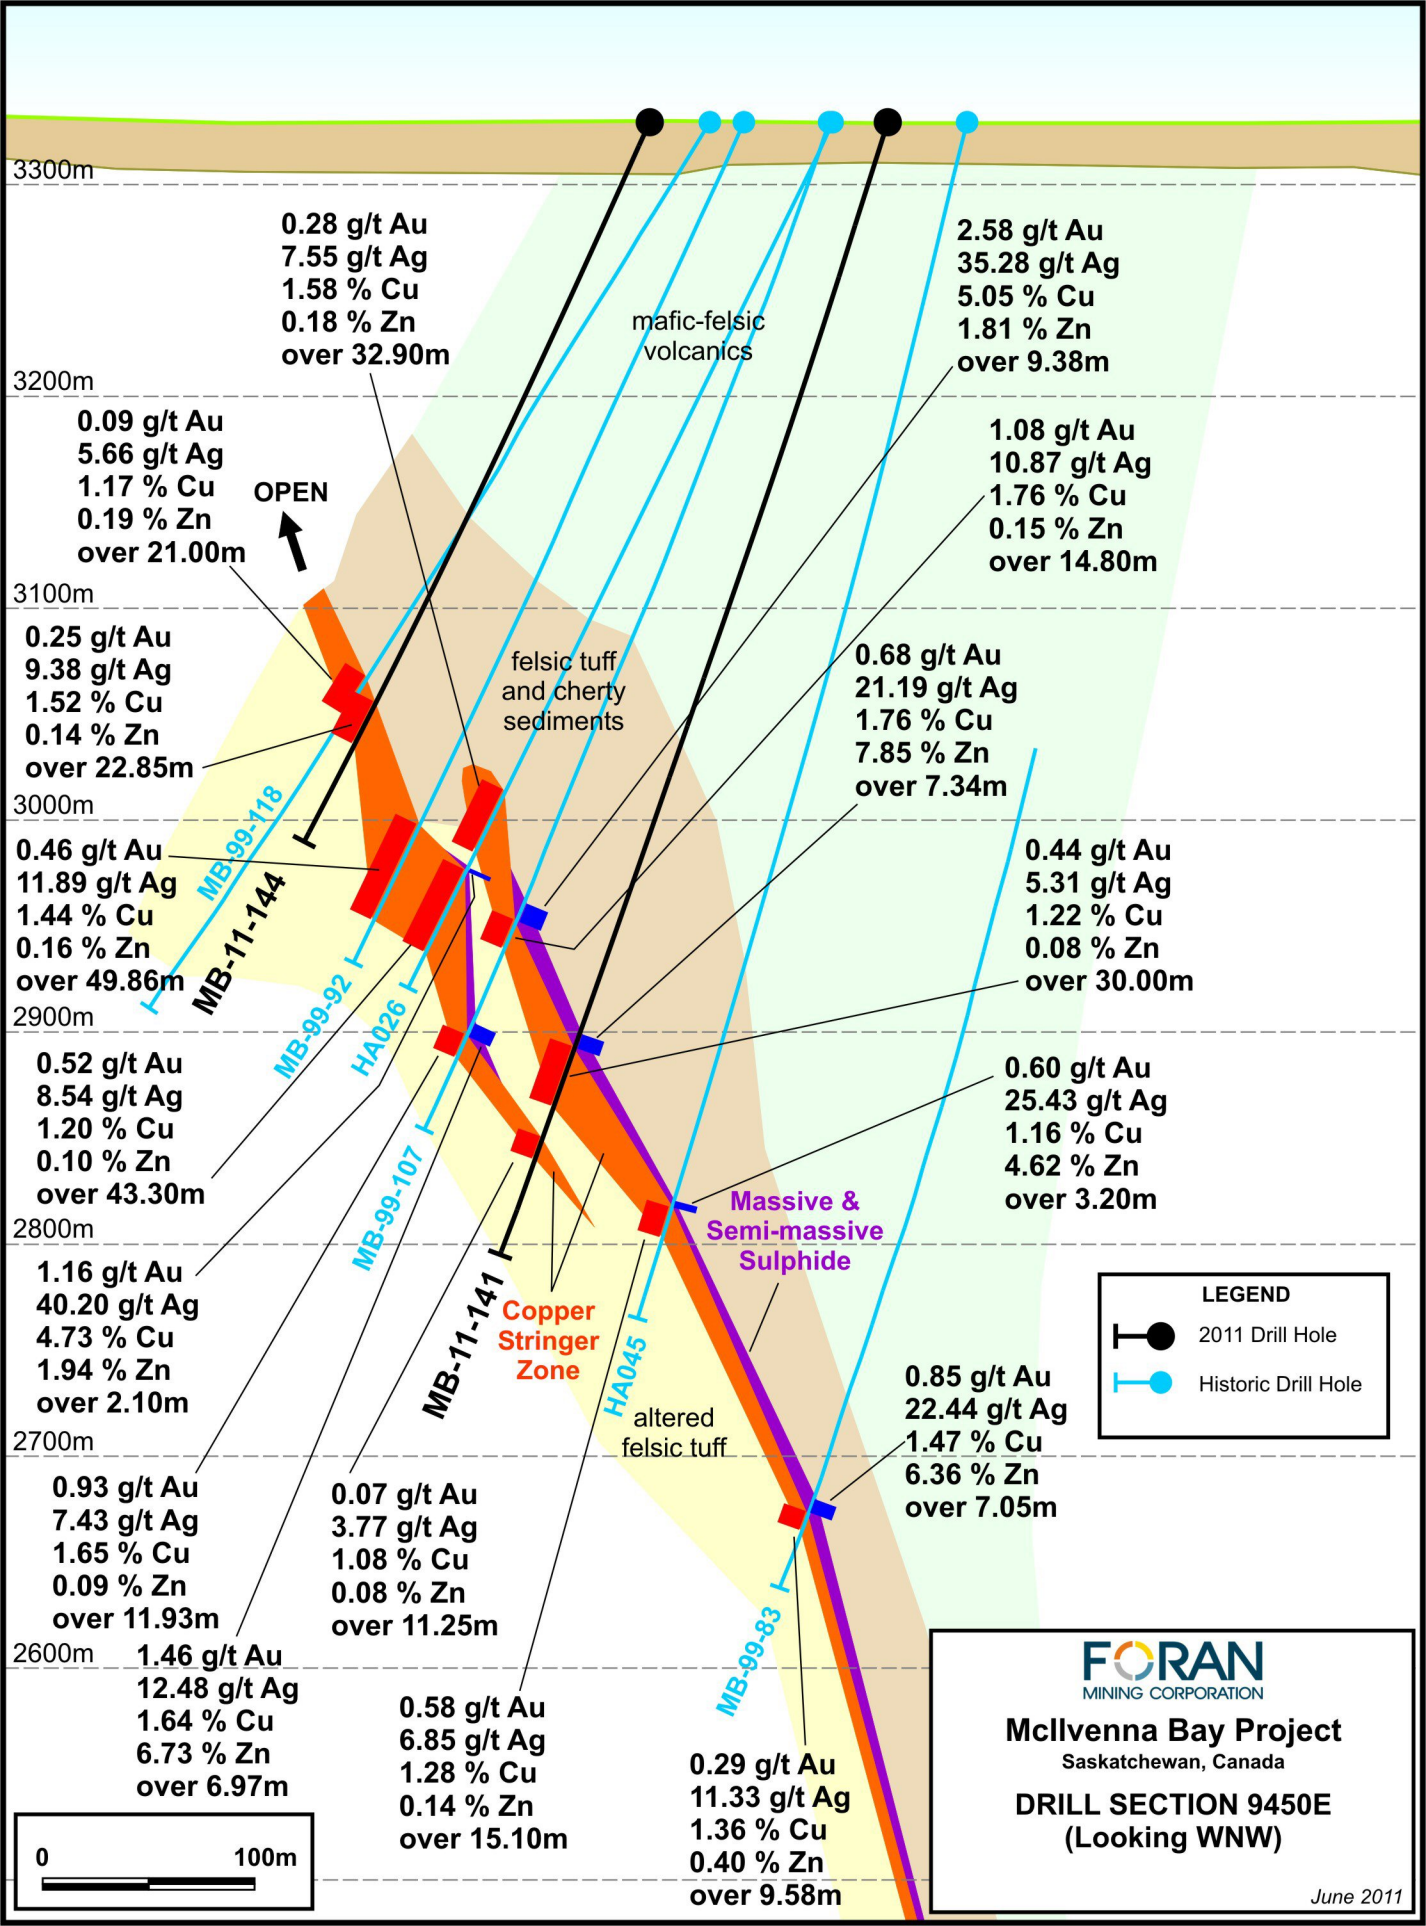 3300m
0.28 g/t Au
7.55 g/t Ag
1.58 % Cu
0.18 % Zn
over 32.90m
2.58 g/t Au
35.28 g/t Ag
5.05 % Cu
1.81 % Zn
over 9.38m
mafic-felsic
volcanics
3200m
0.09 g/t Au
5.66 g/t Ag
1.17 % Cu
0.19 % Zn
over 21.00m
OPEN
1.08 g/t Au
10.87 g/t Ag
1.76 % Cu
0.15 % Zn
over 14.80m
3100m
0.25 g/t Au
9.38 g/t Ag
1.52 % Cu
0.14 % Zn
over 22.85m
felsic tuff
and cherty
sediments
0.68 g/t Au
21.19 g/t Ag
1.76 % Cu
7.85 % Zn
over 7.34m
3000m
0.46 g/t Au
11.89 g/t Ag
1.44 % Cu
0.16 % Zn
over 49.86m
MB-99-118
MB-11-144
MB-99-92
HA026
0.44 g/t Au
5.31 g/t Ag
1.22 % Cu
0.08 % Zn
over 30.00m
2900m
0.52 g/t Au
8.54 g/t Ag
1.20 % Cu
0.10 % Zn
over 43.30m
MB-99-107
0.60 g/t Au
25.43 g/t Ag
1.16 % Cu
4.62 % Zn
over 3.20m
Massive &
Semi-massive
Sulphide
2800m
1.16 g/t Au
40.20 g/t Ag
4.73 % Cu
1.94 % Zn
over 2.10m
MB-11-141
Copper
Stringer
Zone
HA045
LEGEND
2011 Drill Hole
Historic Drill Hole
altered
felsic tuff
0.85 g/t Au
22.44 g/t Ag
1.47 % Cu
6.36 % Zn
over 7.05m
2700m
0.93 g/t Au
7.43 g/t Ag
1.65 % Cu
0.09 % Zn
over 11.93m
0.07 g/t Au
3.77 g/t Ag
1.08 % Cu
0.08 % Zn
over 11.25m
MB-99-83
2600m
1.46 g/t Au
12.48 g/t Ag
1.64 % Cu
6.73 % Zn
over 6.97m
0.58 g/t Au
6.85 g/t Ag
1.28 % Cu
0.14 % Zn
over 15.10m
0.29 g/t Au
11.33 g/t Ag
1.36 % Cu
0.40 % Zn
over 9.58m
0 100m
FORAN
MINING CORPORATION
McIlvenna Bay Project
Saskatchewan, Canada
DRILL SECTION 9450E
(Looking WNW)
June 2011